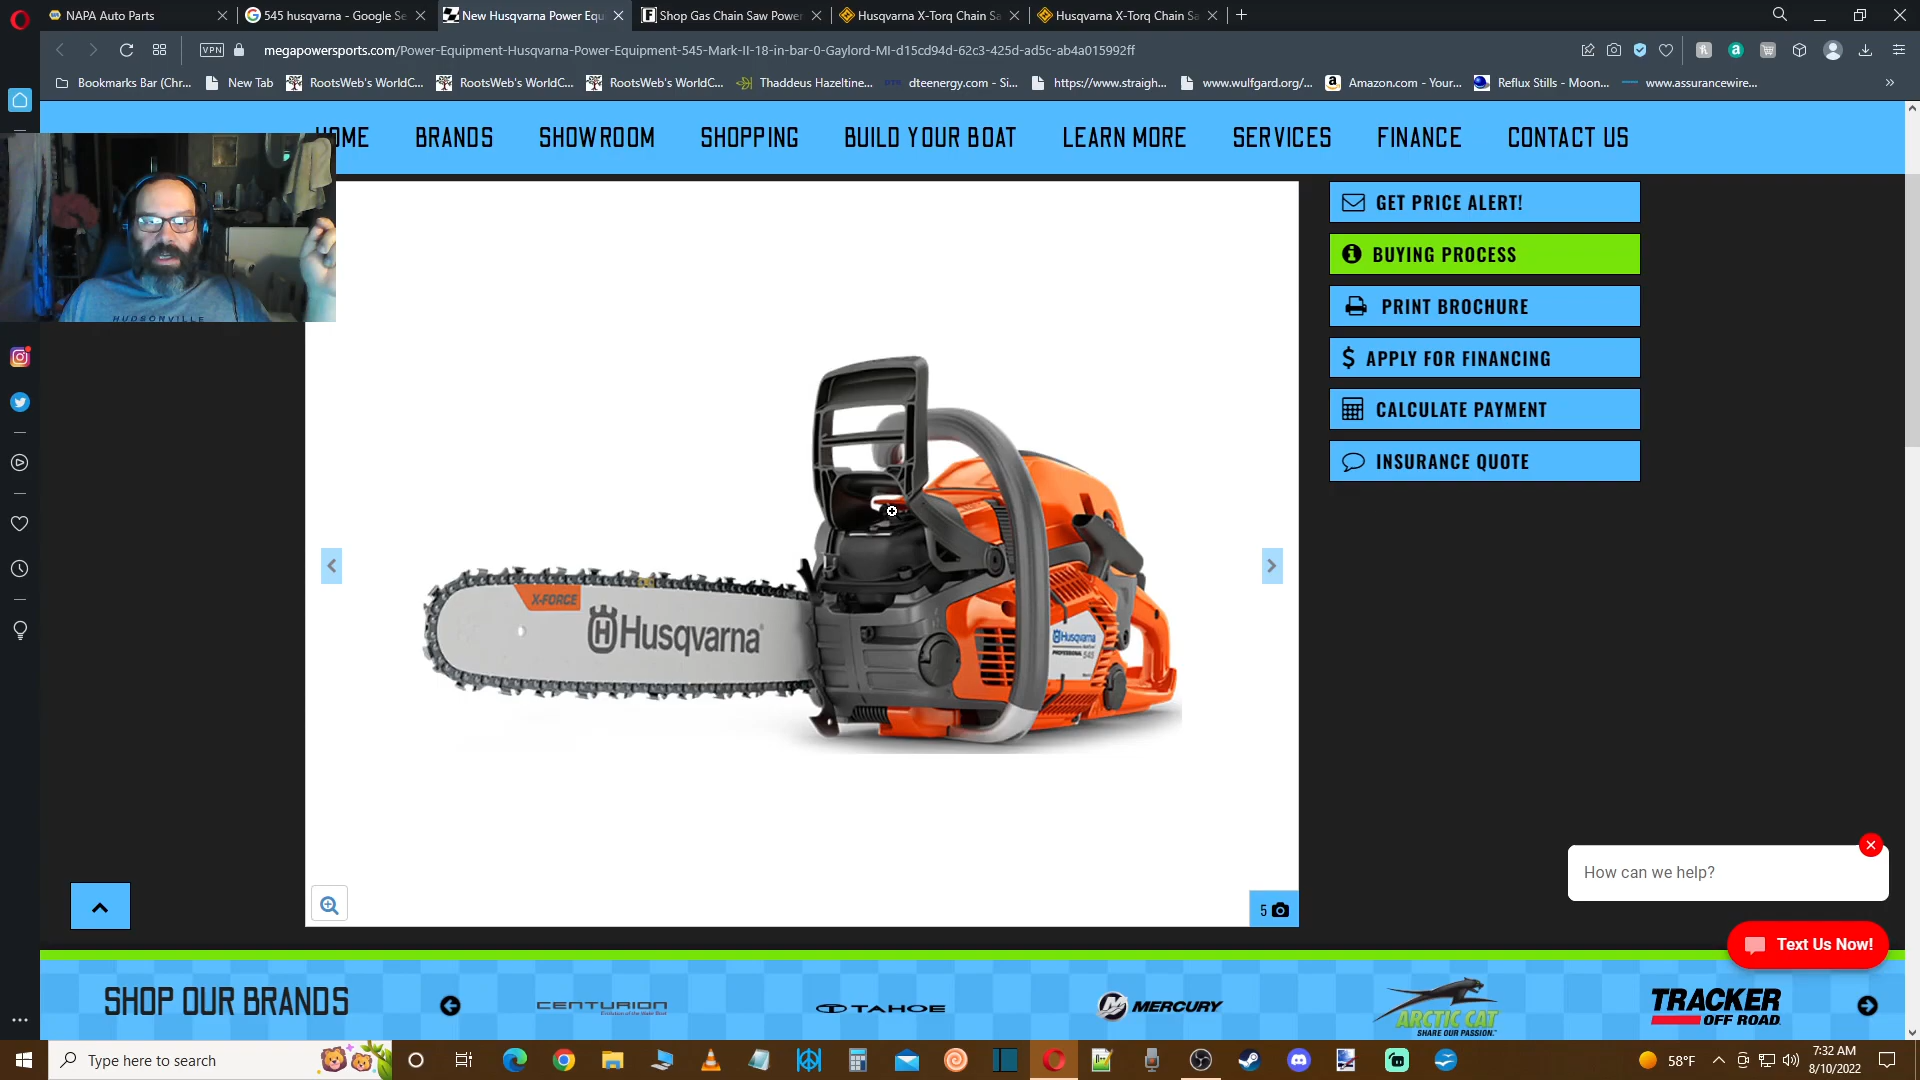 NAPA Auto Parts
545 husqvarna - Google Se
New Husqvarna Power Equ
Shop Gas Chain Saw Power
Husqvarna X-Torq Chain Sa
Husqvarna X-Torq Chain Sa
VPN
megapowersports.com/Power-Equipment-Husqvarna-Power-Equipment-545-Mark-II-18-in-bar-0-Gaylord-MI-d15cd94d-62c3-425d-ad5c-ab4a015992ff
Bookmarks Bar (Chr...
New Tab
RootsWeb's WorldC...
RootsWeb's WorldC...
RootsWeb's WorldC...
Thaddeus Hazeltine...
dteenergy.com - Si...
https://www.straigh...
www.wulfgard.org/...
Amazon.com - Your...
Reflux Stills - Moon...
www.assurancewire...
HOME
BRANDS
SHOWROOM
SHOPPING
BUILD YOUR BOAT
LEARN MORE
SERVICES
FINANCE
CONTACT US
HUDSONVILLE
GET PRICE ALERT!
BUYING PROCESS
PRINT BROCHURE
$ APPLY FOR FINANCING
CALCULATE PAYMENT
INSURANCE QUOTE
X-FORCE
Husqvarna
Husqvarna
PROFESSIONAL 545
5
How can we help?
Text Us Now!
SHOP OUR BRANDS
CENTURION
TAHOE
MERCURY
ARCTIC CAT
SHARE OUR PASSION.
TRACKER
OFF ROAD
Type here to search
58°F
7:32 AM
8/10/2022